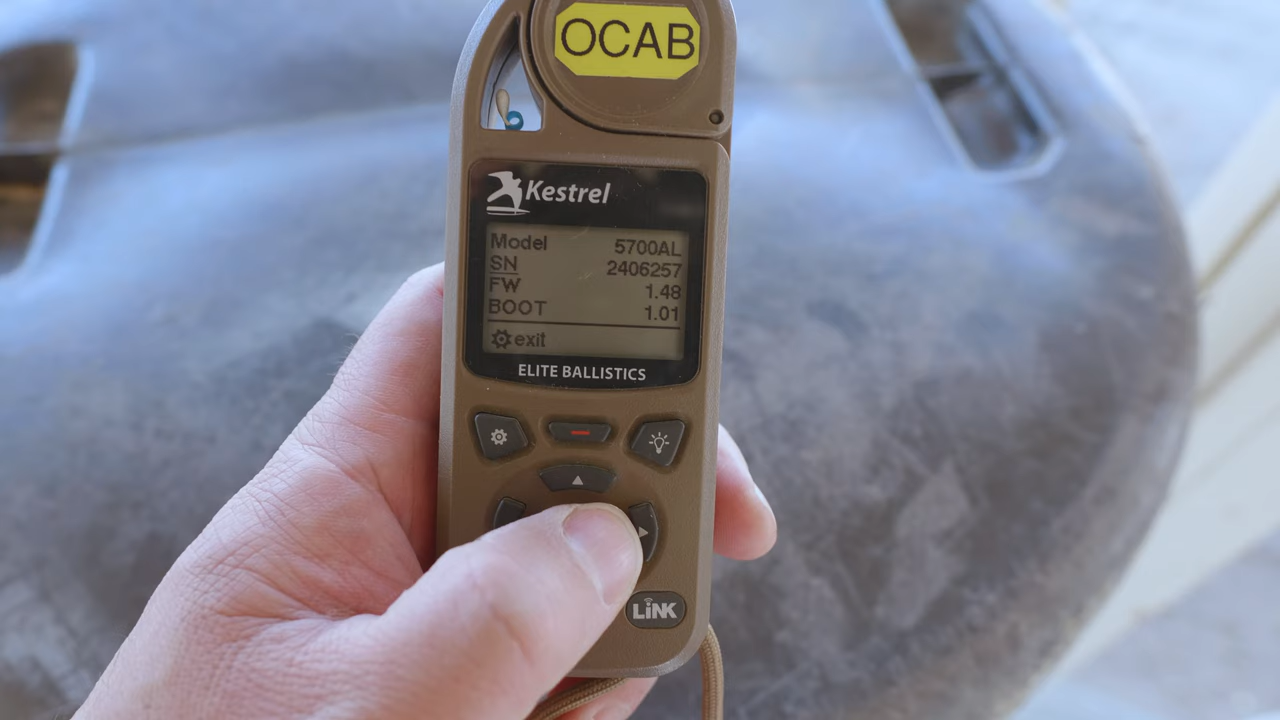 OCAB
Kestrel
Model 5700AL
SN 2406257
FW 1.48
BOOT 1.01
exit
ELITE BALLISTICS
LiNK